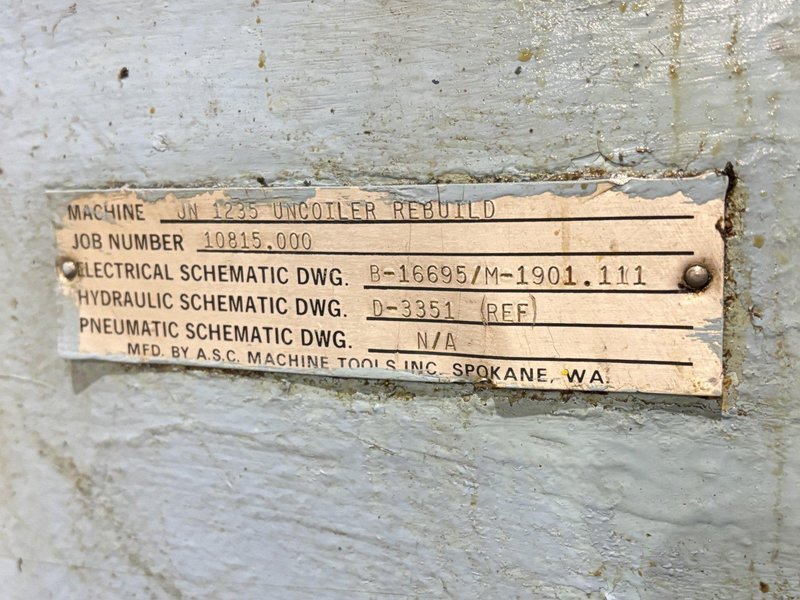 MACHINE JN 1235 UNCOILER REBUILD
JOB NUMBER 10815.000
ELECTRICAL SCHEMATIC DWG. B-16695/M-1901.111
HYDRAULIC SCHEMATIC DWG. D-3351 (REF)
PNEUMATIC SCHEMATIC DWG. N/A
MFD. BY A.S.C. MACHINE TOOLS INC. SPOKANE, WA.